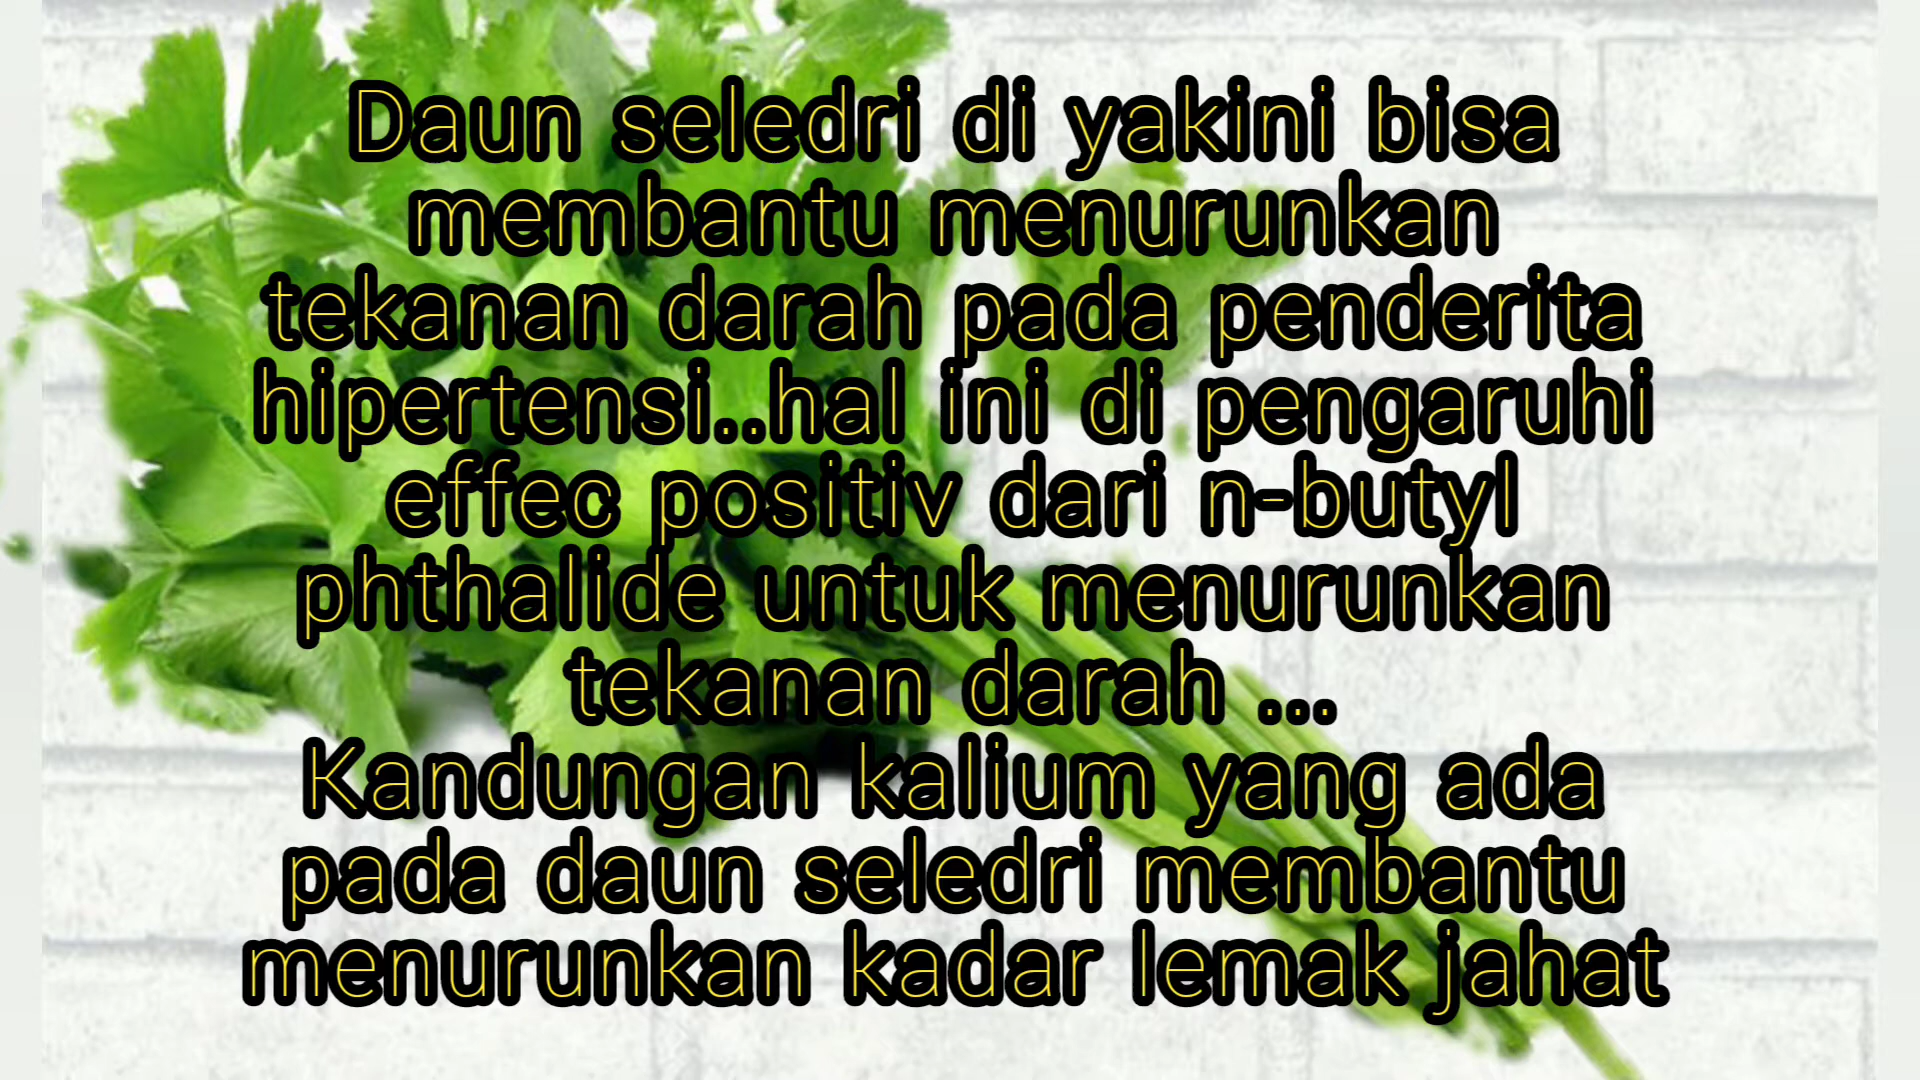 Daun seledri di yakini bisa
membantu menurunkan
tekanan darah pada penderita
hipertensi..hal ini di pengaruhi
effec positiv dari n-butyl
phthalide untuk menurunkan
tekanan darah ...
Kandungan kalium yang ada
pada daun seledri membantu
menurunkan kadar lemak jahat